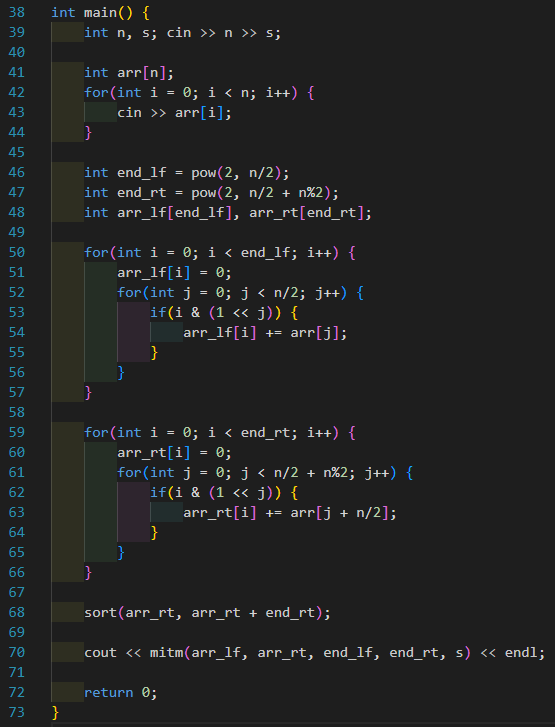 38 int main() {
39     int n, s; cin >> n >> s;
40
41     int arr[n];
42     for(int i = 0; i < n; i++) {
43         cin >> arr[i];
44     }
45
46     int end_lf = pow(2, n/2);
47     int end_rt = pow(2, n/2 + n%2);
48     int arr_lf[end_lf], arr_rt[end_rt];
49
50     for(int i = 0; i < end_lf; i++) {
51         arr_lf[i] = 0;
52         for(int j = 0; j < n/2; j++) {
53             if(i & (1 << j)) {
54                 arr_lf[i] += arr[j];
55             }
56         }
57     }
58
59     for(int i = 0; i < end_rt; i++) {
60         arr_rt[i] = 0;
61         for(int j = 0; j < n/2 + n%2; j++) {
62             if(i & (1 << j)) {
63                 arr_rt[i] += arr[j + n/2];
64             }
65         }
66     }
67
68     sort(arr_rt, arr_rt + end_rt);
69
70     cout << mitm(arr_lf, arr_rt, end_lf, end_rt, s) << endl;
71
72     return 0;
73 }